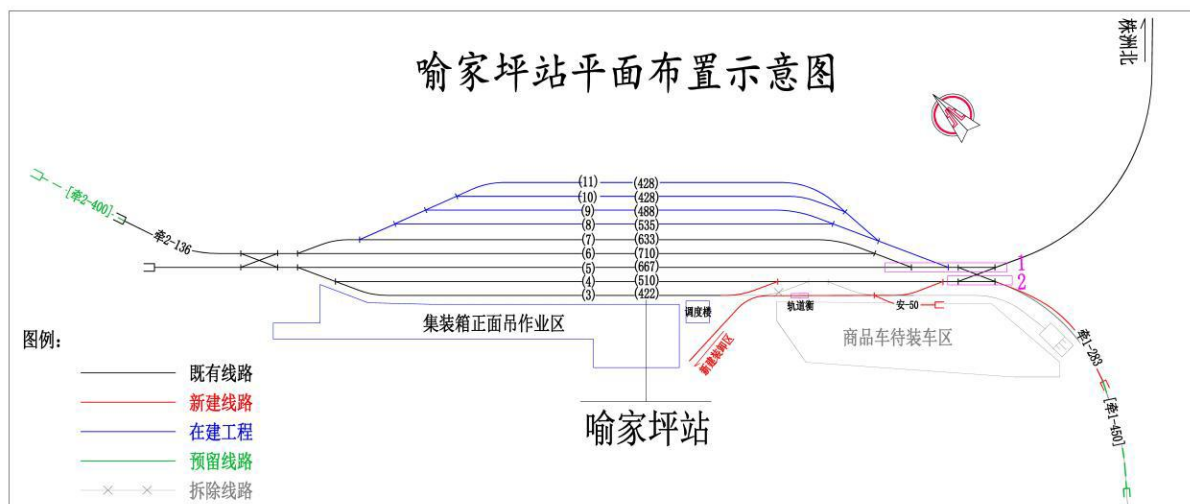 喻家坪站平面布置示意图
株洲北
[牵2-400]
牵2-136
(11) (428)
(10) (428)
(9) (488)
(8) (535)
(7) (633)
(6) (710)
(5) (667)
(4) (510)
(3) (422)
1
2
集装箱正面吊作业区
调度楼
新建装卸区
轨道衡
安-50
商品车待装车区
牵1-283
[牵1-450]
喻家坪站
图例：
既有线路
新建线路
在建工程
预留线路
拆除线路